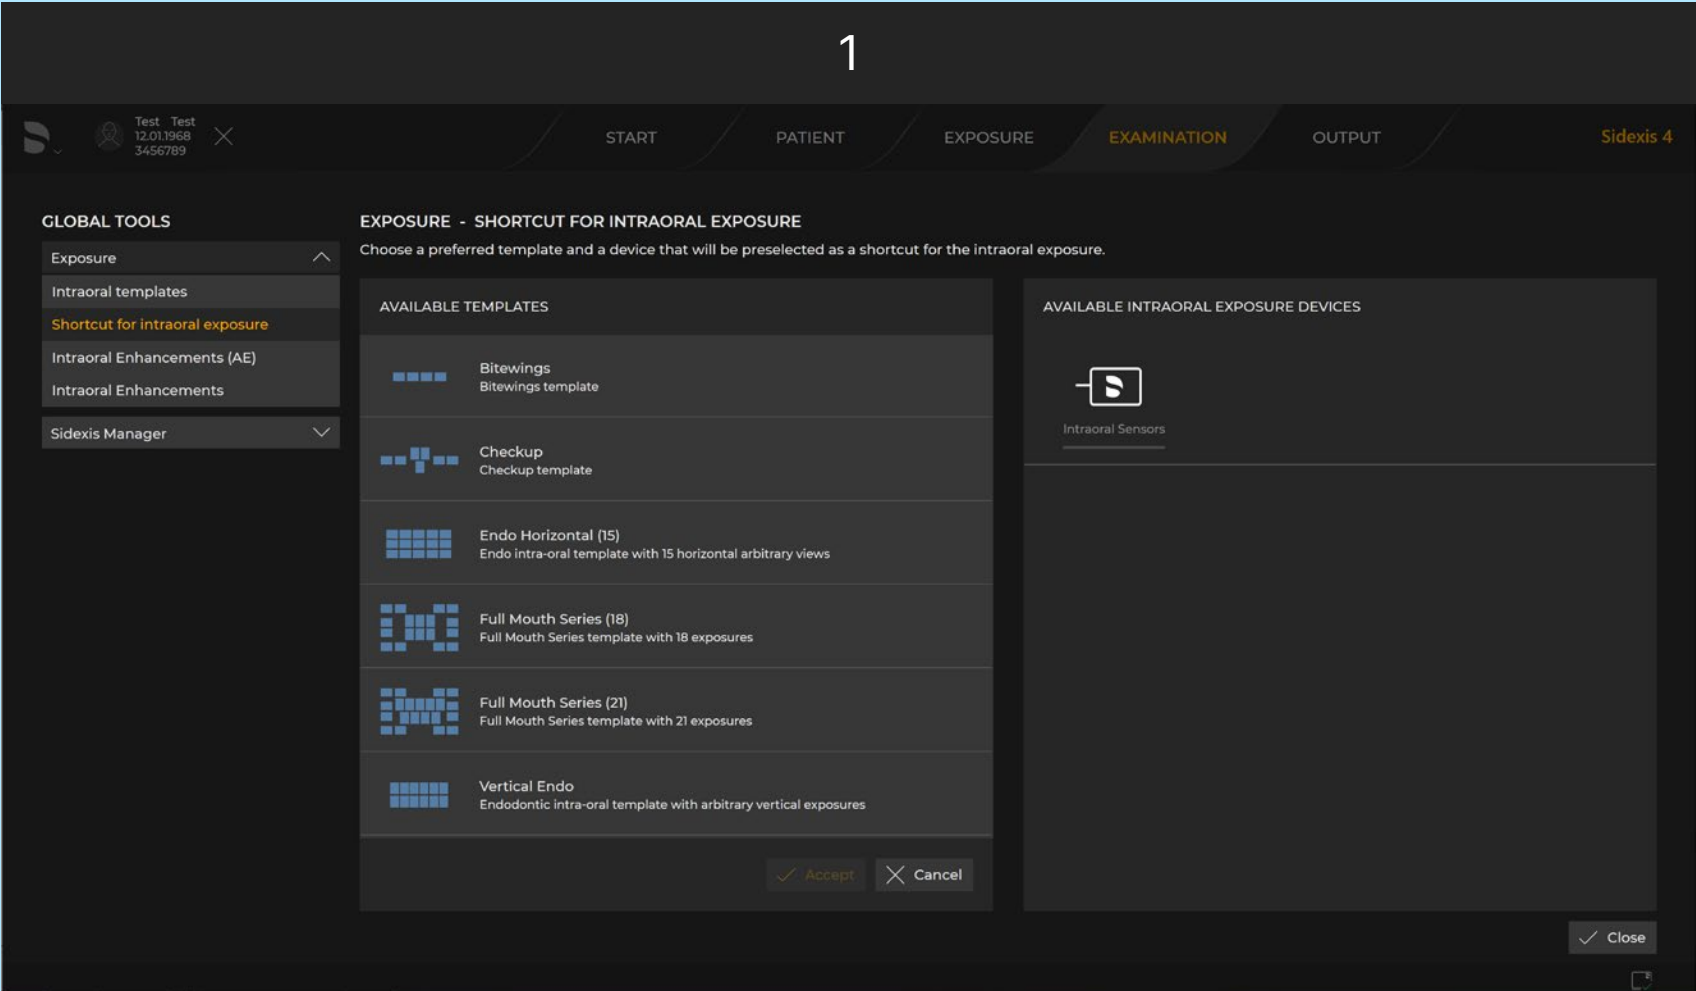 1
Test Test
12.01.1968
3456789
START
PATIENT
EXPOSURE
EXAMINATION
OUTPUT
Sidexis 4
GLOBAL TOOLS
Exposure
Intraoral templates
Shortcut for intraoral exposure
Intraoral Enhancements (AE)
Intraoral Enhancements
Sidexis Manager
EXPOSURE - SHORTCUT FOR INTRAORAL EXPOSURE
Choose a preferred template and a device that will be preselected as a shortcut for the intraoral exposure.
AVAILABLE TEMPLATES
Bitewings
Bitewings template
Checkup
Checkup template
Endo Horizontal (15)
Endo intra-oral template with 15 horizontal arbitrary views
Full Mouth Series (18)
Full Mouth Series template with 18 exposures
Full Mouth Series (21)
Full Mouth Series template with 21 exposures
Vertical Endo
Endodontic intra-oral template with arbitrary vertical exposures
Accept
Cancel
AVAILABLE INTRAORAL EXPOSURE DEVICES
Intraoral Sensors
Close